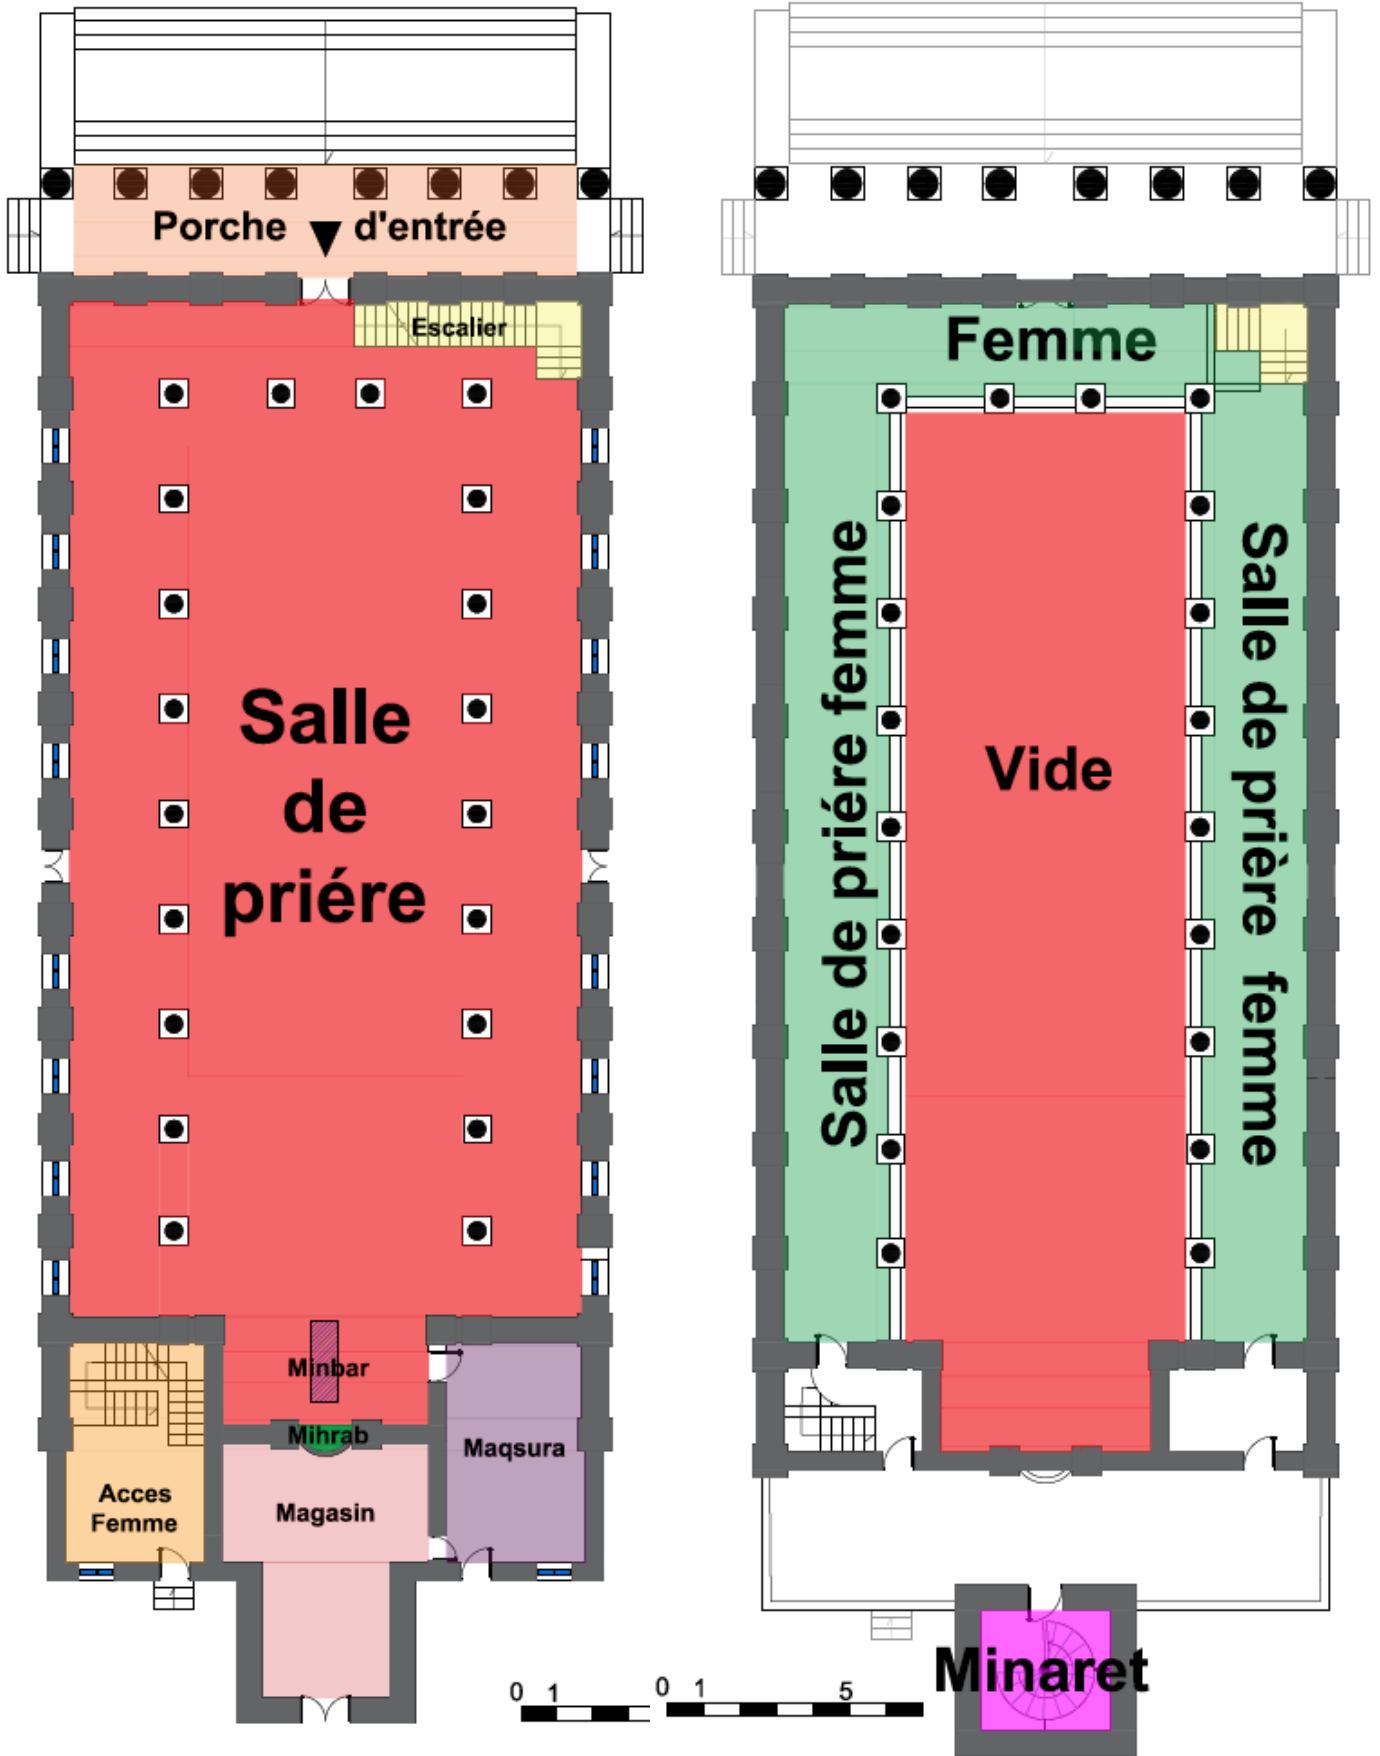 Porche d'entrée
Escalier
Salle
de
priére
Minbar
Mihrab
Maqsura
Acces
Femme
Magasin
0 1
Femme
Salle de priére femme
Vide
Salle de prière femme
Minaret
0 1 5